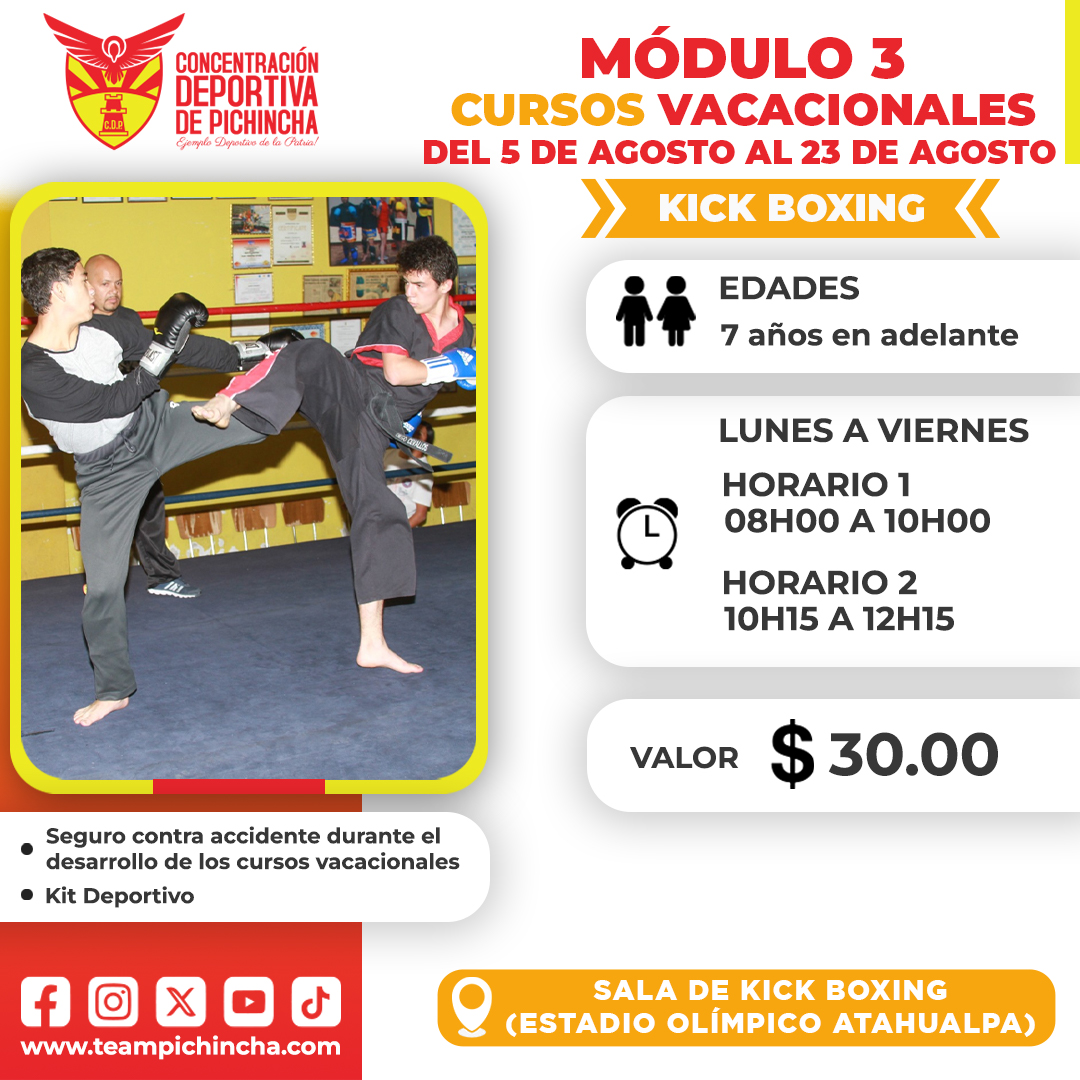 CONCENTRACIÓN
DEPORTIVA
DE PICHINCHA
Ejemplo Deportivo de la Patria!
C.D.P.
MÓDULO 3
CURSOS VACACIONALES
DEL 5 DE AGOSTO AL 23 DE AGOSTO
KICK BOXING
EDADES
7 años en adelante
LUNES A VIERNES
HORARIO 1
08H00 A 10H00
HORARIO 2
10H15 A 12H15
VALOR $ 30.00
Seguro contra accidente durante el
desarrollo de los cursos vacacionales
Kit Deportivo
www.teampichincha.com
SALA DE KICK BOXING
(ESTADIO OLÍMPICO ATAHUALPA)